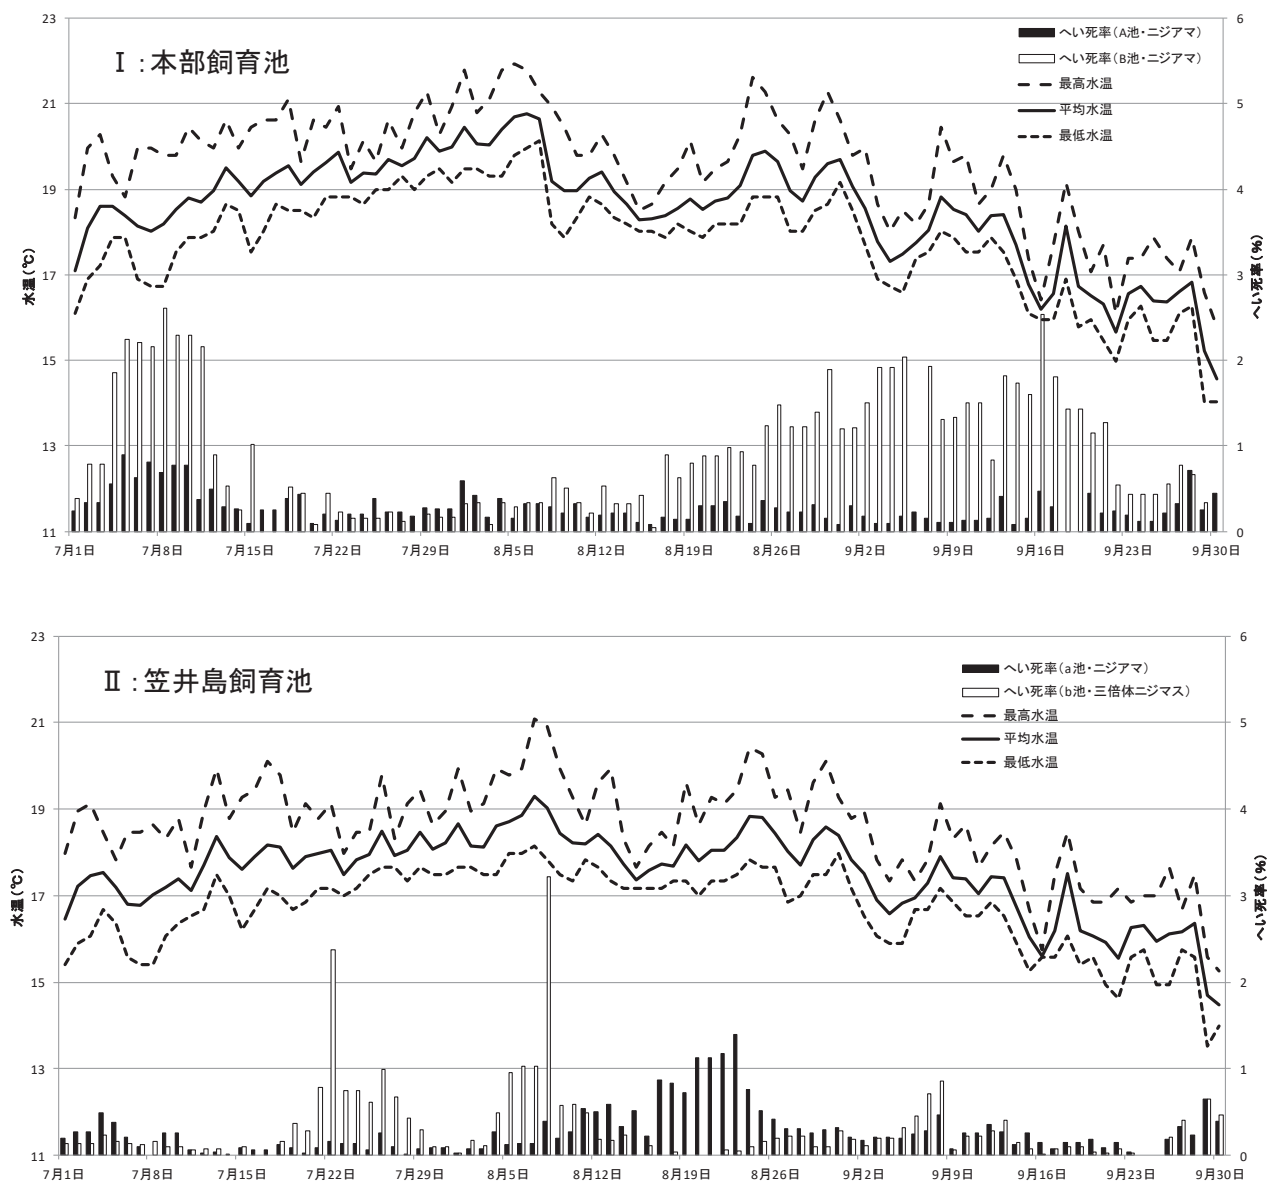 Ⅰ：本部飼育池
へい死率（A池・ニジアマ）
へい死率（B池・ニジアマ）
最高水温
平均水温
最低水温
水温（℃）
へい死率（％）
23
21
19
17
15
13
11
6
5
4
3
2
1
0
7月1日 7月8日 7月15日 7月22日 7月29日 8月5日 8月12日 8月19日 8月26日 9月2日 9月9日 9月16日 9月23日 9月30日
Ⅱ：笠井島飼育池
へい死率（a池・ニジアマ）
へい死率（b池・三倍体ニジマス）
最高水温
平均水温
最低水温
水温（℃）
へい死率（％）
23
21
19
17
15
13
11
6
5
4
3
2
1
0
7月1日 7月8日 7月15日 7月22日 7月29日 8月5日 8月12日 8月19日 8月26日 9月2日 9月9日 9月16日 9月23日 9月30日